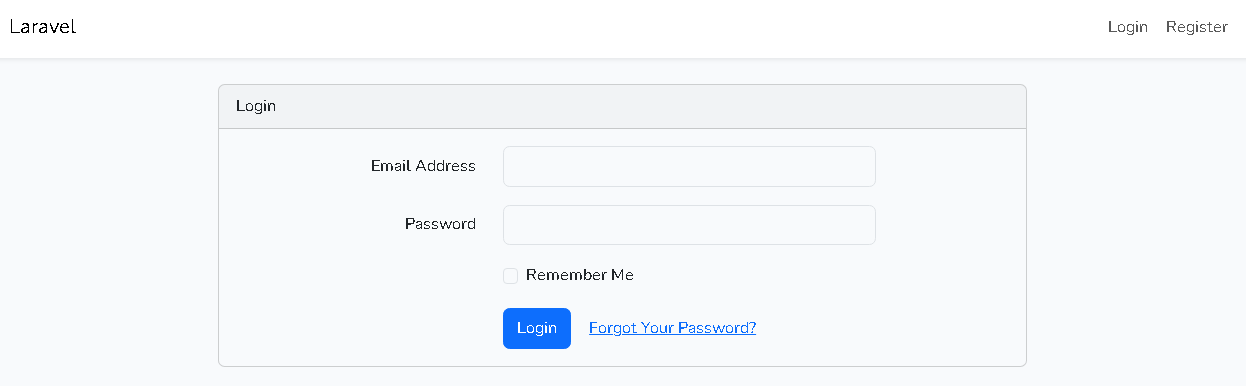 Laravel
Login Register
Login
Email Address
Password
Remember Me
Login Forgot Your Password?